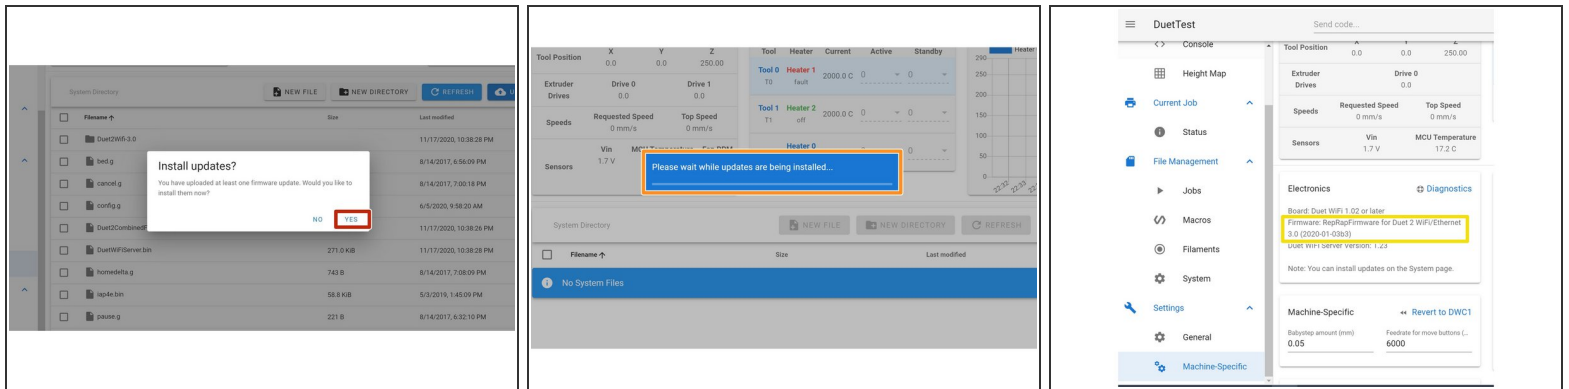 System Directory
NEW FILE
NEW DIRECTORY
REFRESH
Filename
Size
Last modified
Duet2Wifi-3.0
11/17/2020, 10:38:28 PM
bed.g
8/14/2017, 6:56:09 PM
cancel.g
8/14/2017, 7:00:18 PM
config.g
6/5/2020, 9:58:20 AM
Duet2CombinedF
11/17/2020, 10:38:26 PM
DuetWiFiServer.bin
271.0 KiB
11/17/2020, 10:38:28 PM
homedelta.g
743 B
8/14/2017, 7:08:09 PM
iap4e.bin
58.8 KiB
5/3/2019, 1:45:09 PM
pause.g
221 B
8/14/2017, 6:32:10 PM
Install updates?
You have uploaded at least one firmware update. Would you like to
install them now?
NO
YES
Tool Position
X
Y
Z
0.0
0.0
250.00
Extruder
Drives
Drive 0
Drive 1
0.0
0.0
Speeds
Requested Speed
Top Speed
0 mm/s
0 mm/s
Sensors
Vin
MCU Temperature
Fan RPM
1.7 V
Tool
Heater
Current
Active
Standby
Tool 0
Heater 1
2000.0 C
0
0
T0
fault
Tool 1
Heater 2
2000.0 C
0
0
T1
off
Heater 0
0
Heater
290
250
200
150
100
50
0
22:32
22:33
Please wait while updates are being installed...
System Directory
NEW FILE
NEW DIRECTORY
REFRESH
Filename
Size
Last modified
No System Files
DuetTest
Send code...
Console
Height Map
Current Job
Status
File Management
Jobs
Macros
Filaments
System
Settings
General
Machine-Specific
Tool Position
0.0
0.0
250.00
Extruder
Drives
Drive 0
0.0
Speeds
Requested Speed
Top Speed
0 mm/s
0 mm/s
Sensors
Vin
MCU Temperature
1.7 V
17.2 C
Electronics
Diagnostics
Board: Duet WiFi 1.02 or later
Firmware: RepRapFirmware for Duet 2 WiFi/Ethernet
3.0 (2020-01-03b3)
Duet WiFi Server Version: 1.23
Note: You can install updates on the System page.
Machine-Specific
Revert to DWC1
Babystep amount (mm)
Feedrate for move buttons (...
0.05
6000